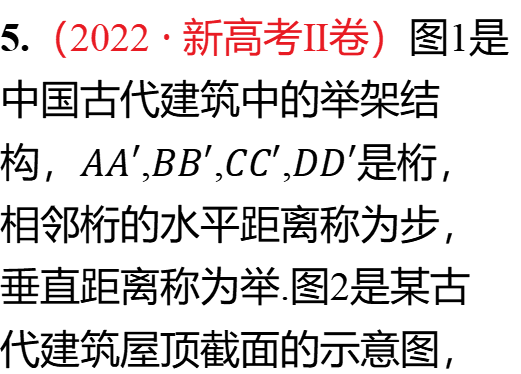 5.（2022·新高考II卷）图1是
中国古代建筑中的举架结
构，AA′,BB′,CC′,DD′是桁，
相邻桁的水平距离称为步，
垂直距离称为举.图2是某古
代建筑屋顶截面的示意图，